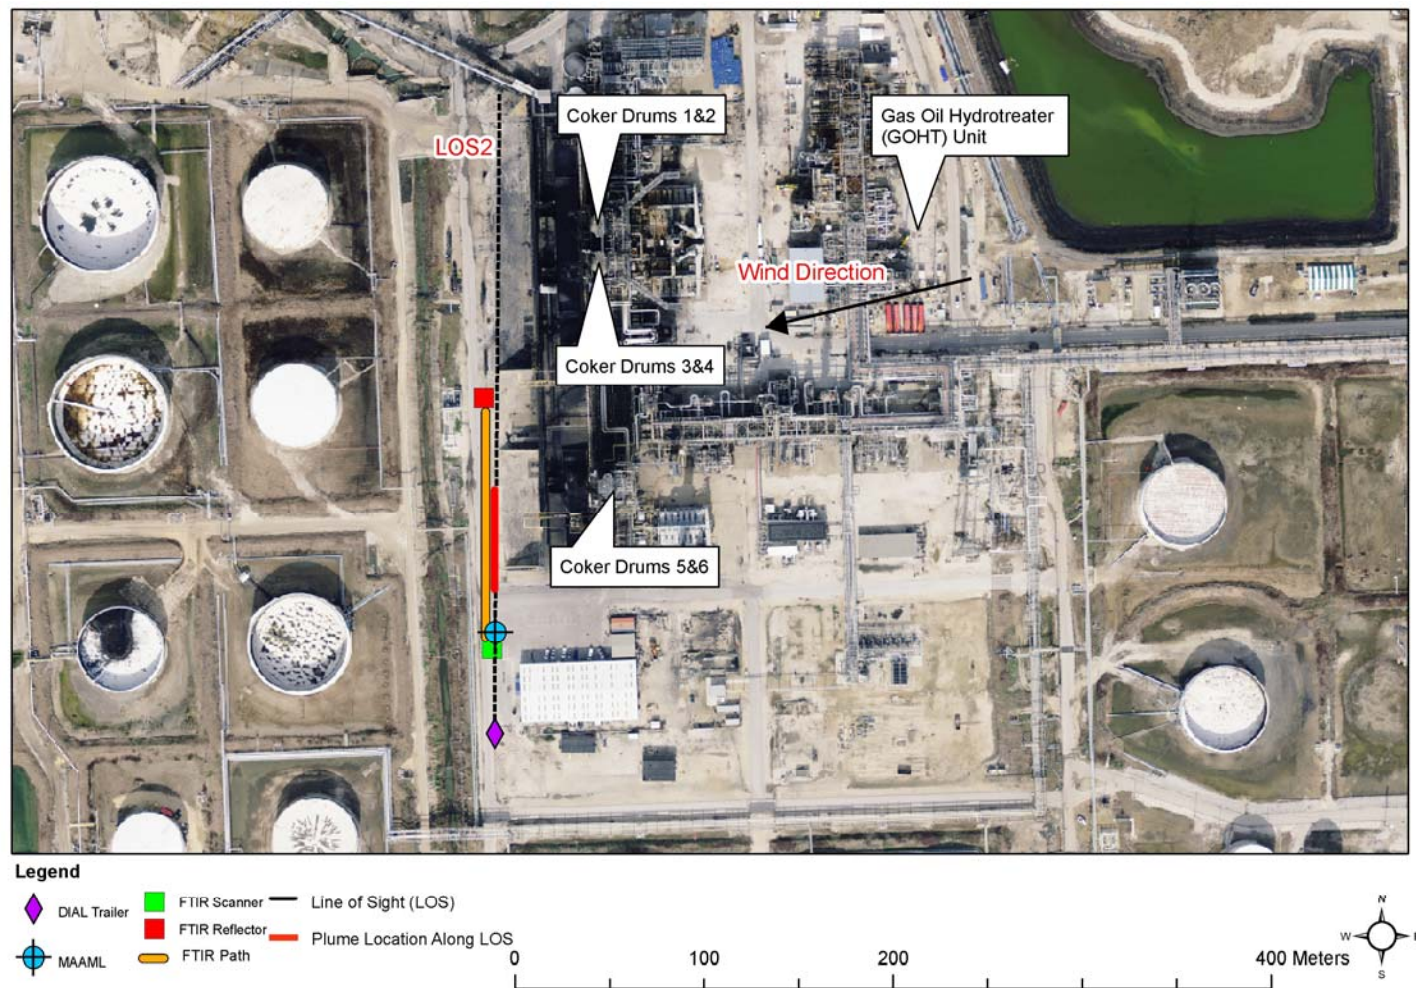 Coker Drums 1&2
Gas Oil Hydrotreater
(GOHT) Unit
LOS2
Wind Direction
Coker Drums 3&4
Coker Drums 5&6
Legend
DIAL Trailer
FTIR Scanner
Line of Sight (LOS)
FTIR Reflector
Plume Location Along LOS
MAAML
FTIR Path
0
100
200
400 Meters
N
W
S